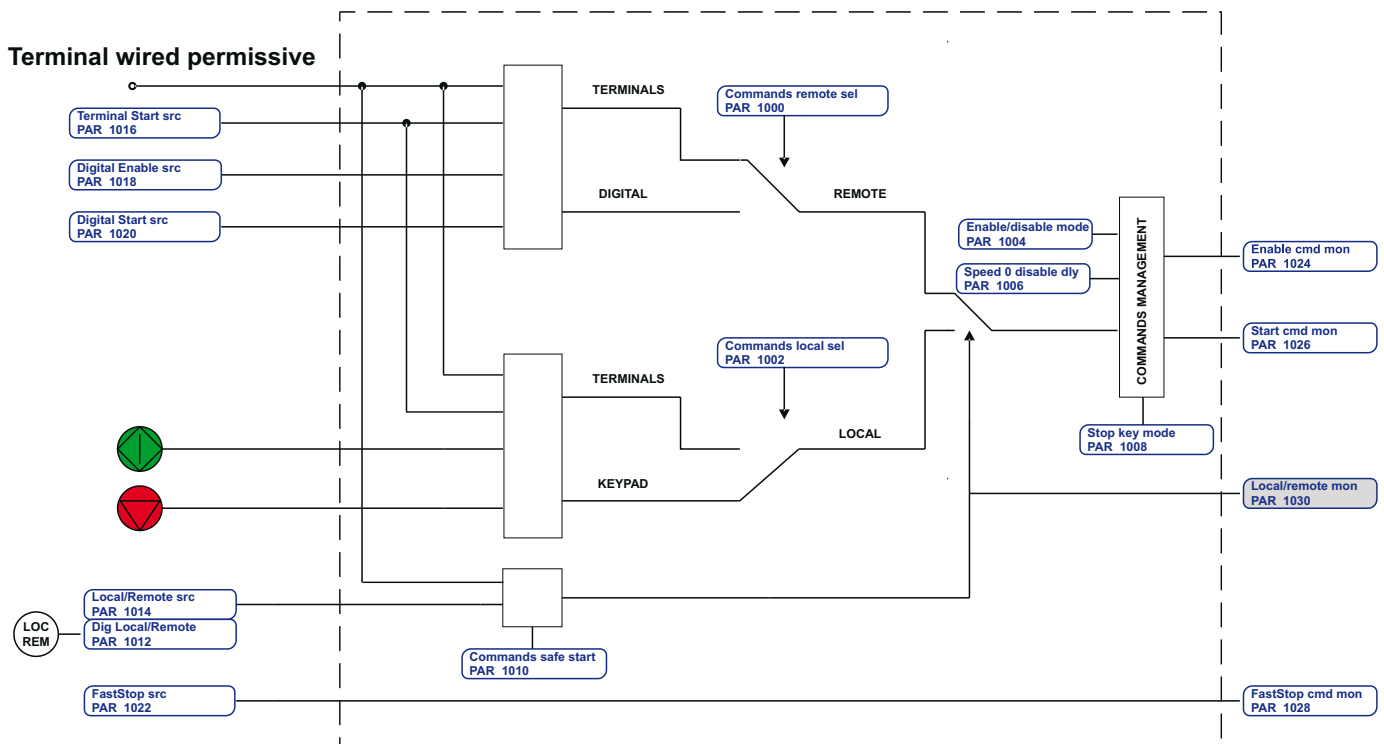 Terminal wired permissive
Terminal Start src
PAR 1016
Digital Enable src
PAR 1018
Digital Start src
PAR 1020
TERMINALS
DIGITAL
Commands remote sel
PAR 1000
REMOTE
Enable/disable mode
PAR 1004
Speed 0 disable dly
PAR 1006
COMMANDS MANAGEMENT
Enable cmd mon
PAR 1024
Start cmd mon
PAR 1026
Commands local sel
PAR 1002
TERMINALS
LOCAL
KEYPAD
Stop key mode
PAR 1008
Local/remote mon
PAR 1030
LOC
REM
Local/Remote src
PAR 1014
Dig Local/Remote
PAR 1012
Commands safe start
PAR 1010
FastStop src
PAR 1022
FastStop cmd mon
PAR 1028